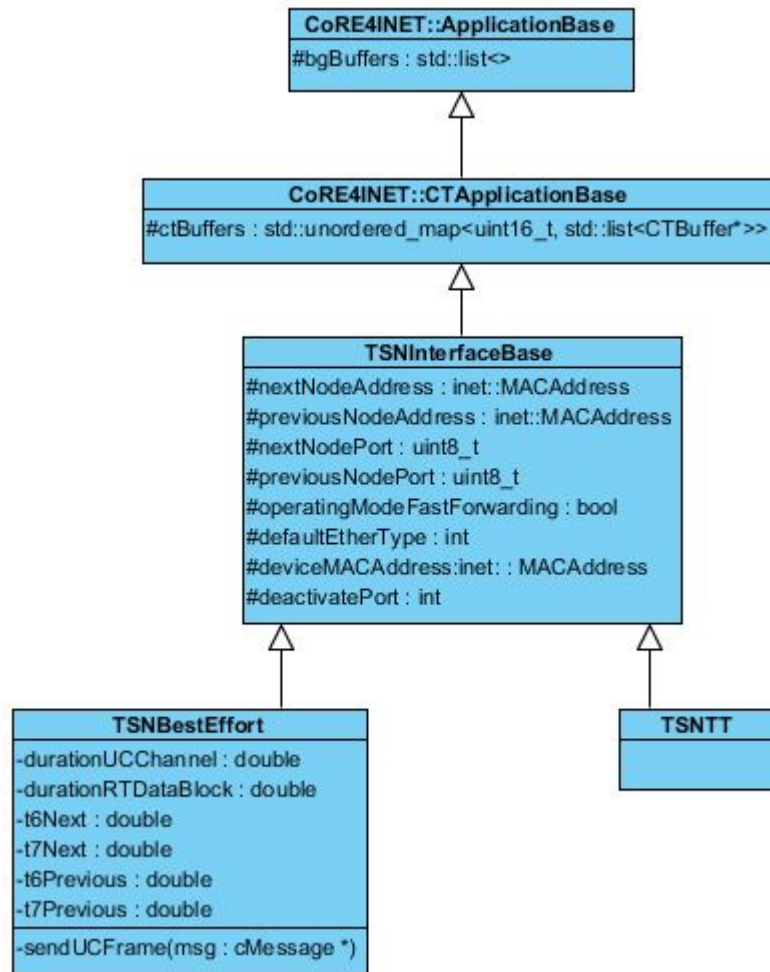 CoRE4INET::ApplicationBase
#bgBuffers : std::list<>
CoRE4INET::CTApplicationBase
#ctBuffers : std::unordered_map<uint16_t, std::list<CTBuffer*>>
TSNInterfaceBase
#nextNodeAddress : inet::MACAddress
#previousNodeAddress : inet::MACAddress
#nextNodePort : uint8_t
#previousNodePort : uint8_t
#operatingModeFastForwarding : bool
#defaultEtherType : int
#deviceMACAddress:inet: : MACAddress
#deactivatePort : int
TSNBestEffort
-durationUCChannel : double
-durationRTDataBlock : double
-t6Next : double
-t7Next : double
-t6Previous : double
-t7Previous : double
-sendUCFrame(msg : cMessage *)
TSNTT